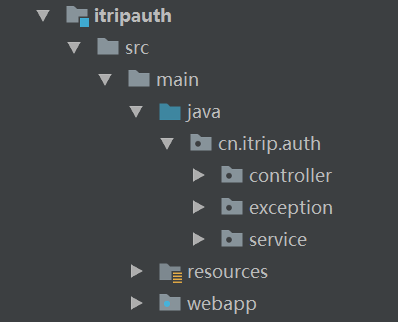 itripauth
src
main
java
cn.itrip.auth
controller
exception
service
resources
webapp